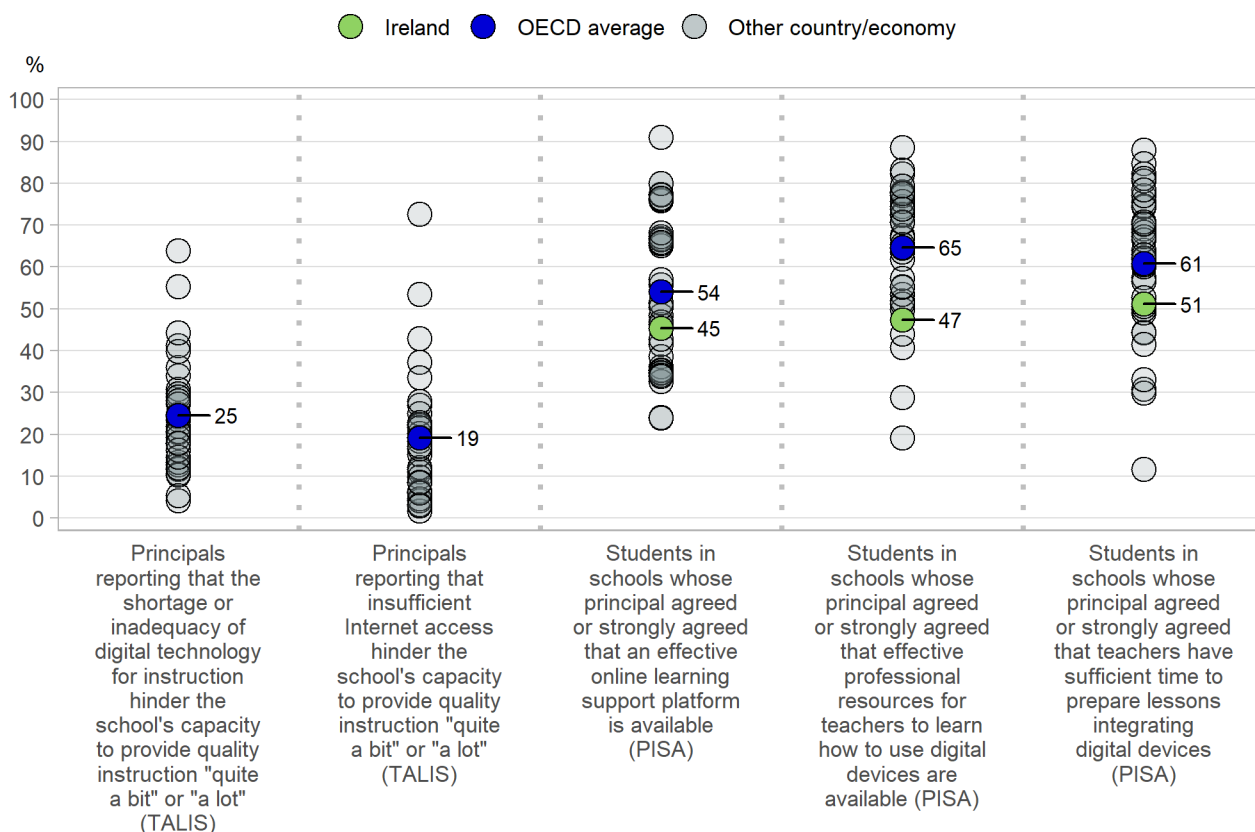 Ireland OECD average Other country/economy
%
100
90
80
70
60
50
40
30
20
10
0
25
19
54
45
65
47
61
51
Principals
reporting that the
shortage or
inadequacy of
digital technology
for instruction
hinder the
school's capacity
to provide quality
instruction "quite
a bit" or "a lot"
(TALIS)
Principals
reporting that
insufficient
Internet access
hinder the
school's capacity
to provide quality
instruction "quite
a bit" or "a lot"
(TALIS)
Students in
schools whose
principal agreed
or strongly agreed
that an effective
online learning
support platform
is available
(PISA)
Students in
schools whose
principal agreed
or strongly agreed
that effective
professional
resources for
teachers to learn
how to use digital
devices are
available (PISA)
Students in
schools whose
principal agreed
or strongly agreed
that teachers have
sufficient time to
prepare lessons
integrating
digital devices
(PISA)